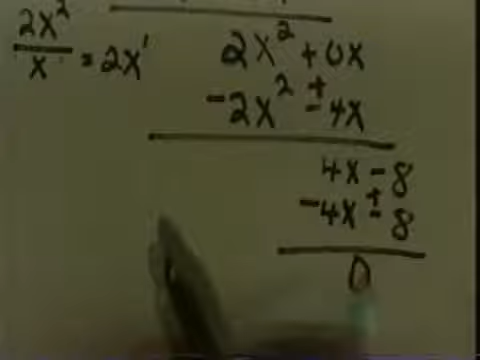 2x²/x = 2x¹
2x² + 0x
- 2x² ± 4x
4x - 8
- 4x ± 8
0